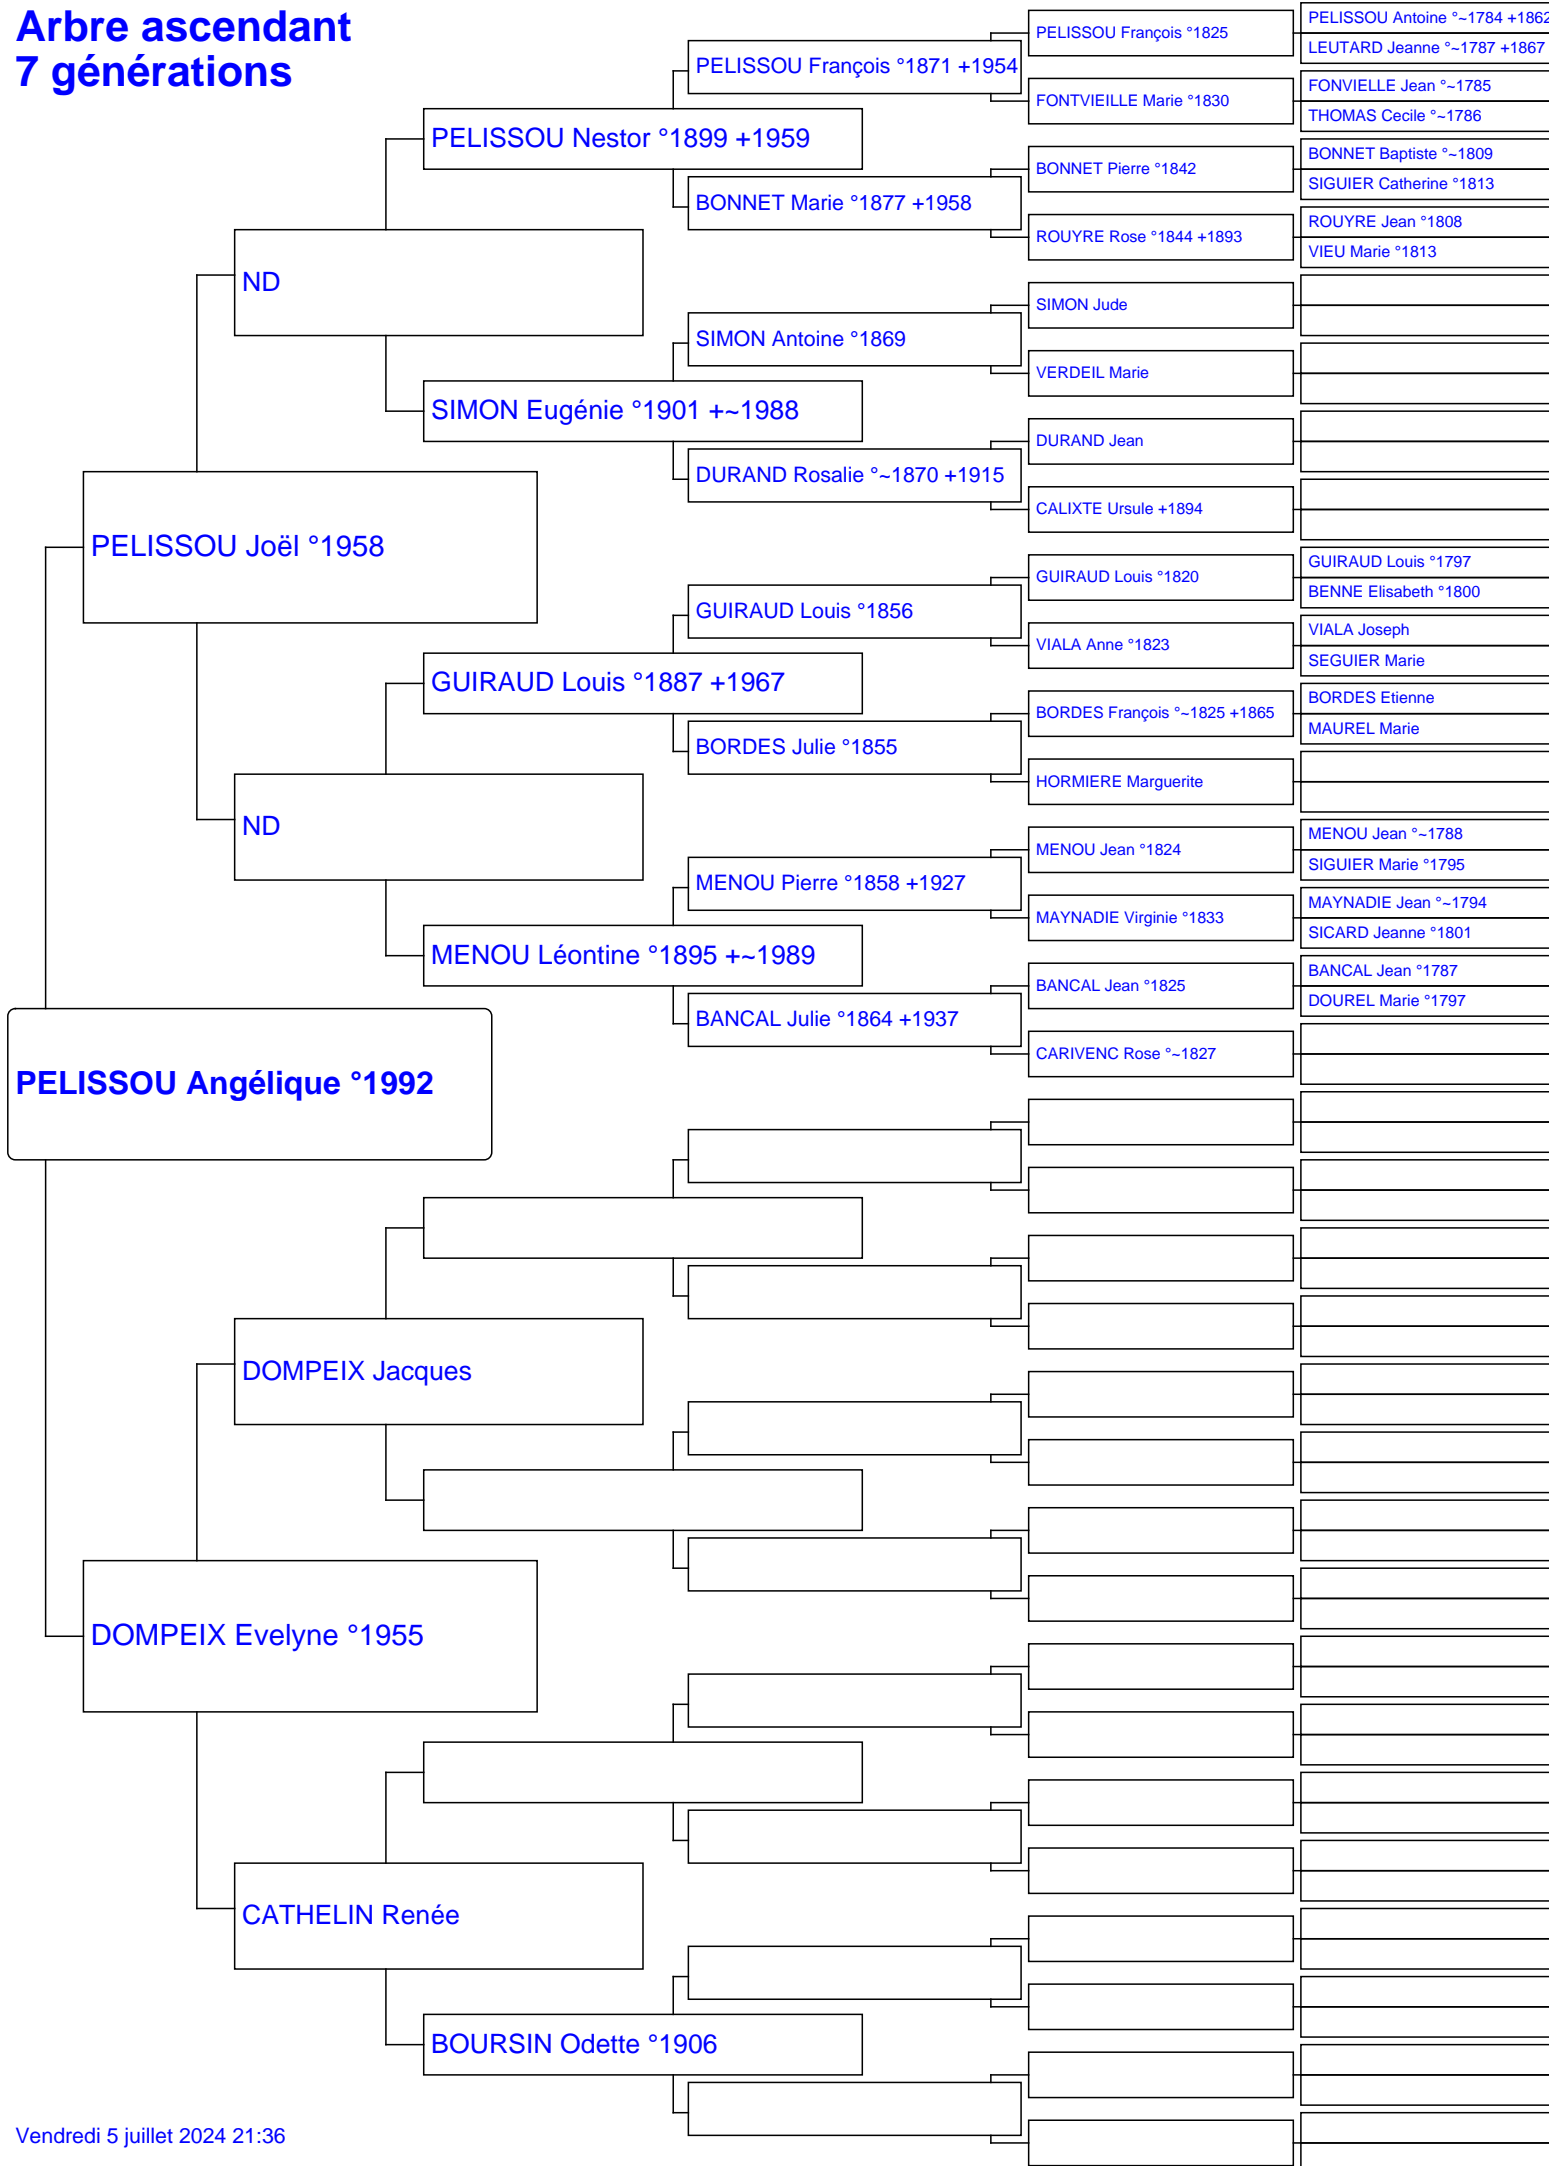 Arbre ascendant
7 générations
PELISSOU Angélique °1992
PELISSOU Joël °1958
DOMPEIX Evelyne °1955
ND
ND
DOMPEIX Jacques
CATHELIN Renée
PELISSOU Nestor °1899 +1959
SIMON Eugénie °1901 +~1988
GUIRAUD Louis °1887 +1967
MENOU Léontine °1895 +~1989
BOURSIN Odette °1906
PELISSOU François °1871 +1954
BONNET Marie °1877 +1958
SIMON Antoine °1869
DURAND Rosalie °~1870 +1915
GUIRAUD Louis °1856
BORDES Julie °1855
MENOU Pierre °1858 +1927
BANCAL Julie °1864 +1937
PELISSOU François °1825
FONTVIEILLE Marie °1830
BONNET Pierre °1842
ROUYRE Rose °1844 +1893
SIMON Jude
VERDEIL Marie
DURAND Jean
CALIXTE Ursule +1894
GUIRAUD Louis °1820
VIALA Anne °1823
BORDES François °~1825 +1865
HORMIERE Marguerite
MENOU Jean °1824
MAYNADIE Virginie °1833
BANCAL Jean °1825
CARIVENC Rose °~1827
PELISSOU Antoine °~1784 +1862
LEUTARD Jeanne °~1787 +1867
FONVIELLE Jean °~1785
THOMAS Cecile °~1786
BONNET Baptiste °~1809
SIGUIER Catherine °1813
ROUYRE Jean °1808
VIEU Marie °1813
GUIRAUD Louis °1797
BENNE Elisabeth °1800
VIALA Joseph
SEGUIER Marie
BORDES Etienne
MAUREL Marie
MENOU Jean °~1788
SIGUIER Marie °1795
MAYNADIE Jean °~1794
SICARD Jeanne °1801
BANCAL Jean °1787
DOUREL Marie °1797
Vendredi 5 juillet 2024 21:36